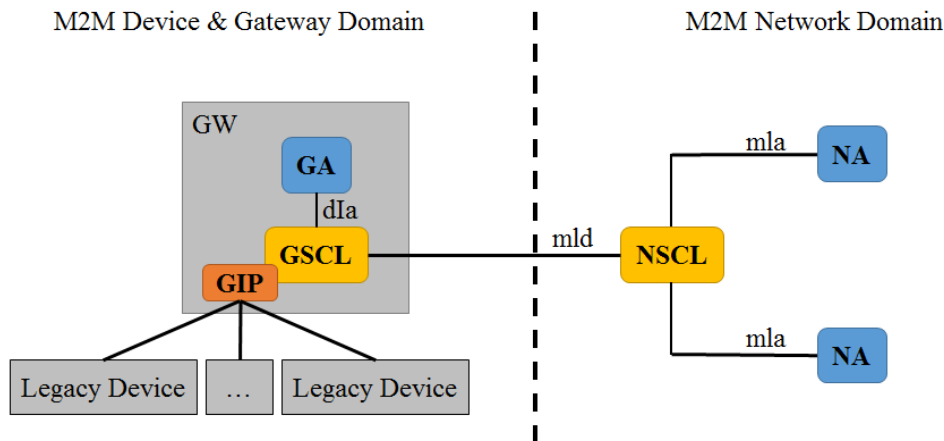 M2M Device & Gateway Domain
M2M Network Domain
GW
GA
dIa
GSCL
GIP
mld
NSCL
mla
NA
mla
NA
Legacy Device
…
Legacy Device